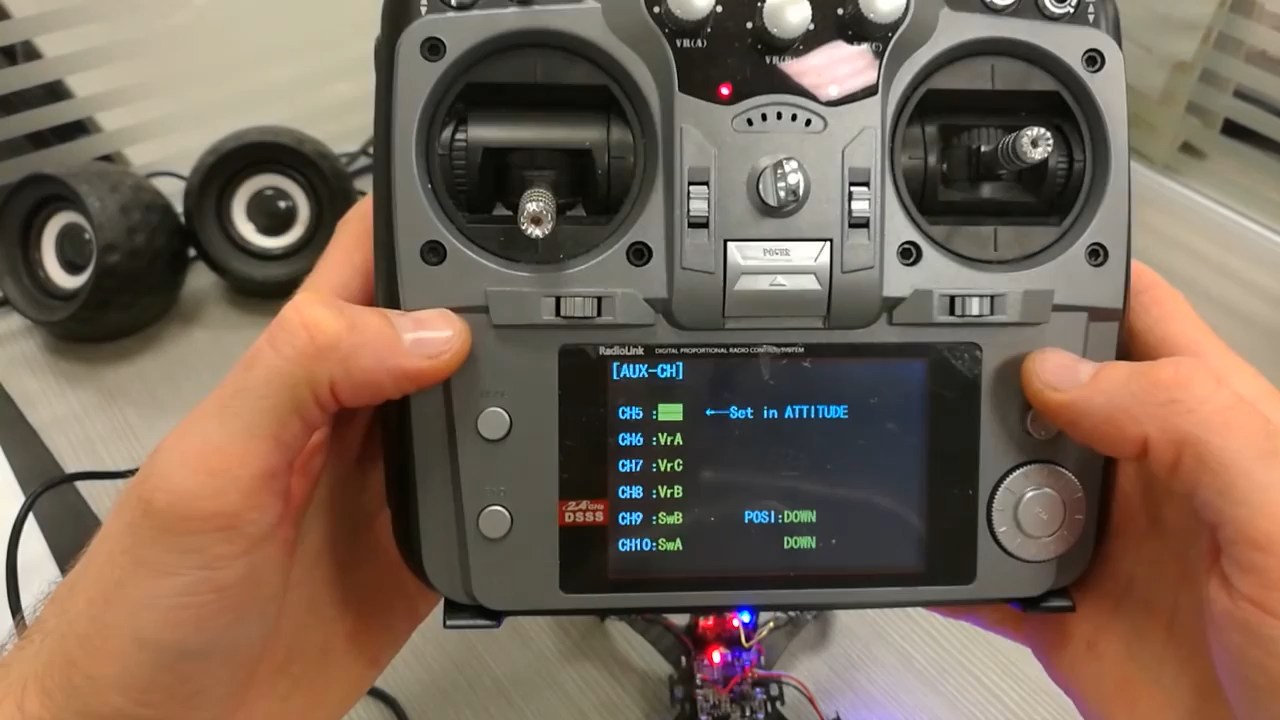 VR(A)
VR(C)
POWER
RadioLink DIGITAL PROPORTIONAL RADIO CONTROL SYSTEM
[AUX-CH]
CH5 : ←Set in ATTITUDE
CH6 :VrA
CH7 :VrC
CH8 :VrB
2.4GHz
DSSS
CH9 :SwB POSI:DOWN
CH10:SwA DOWN